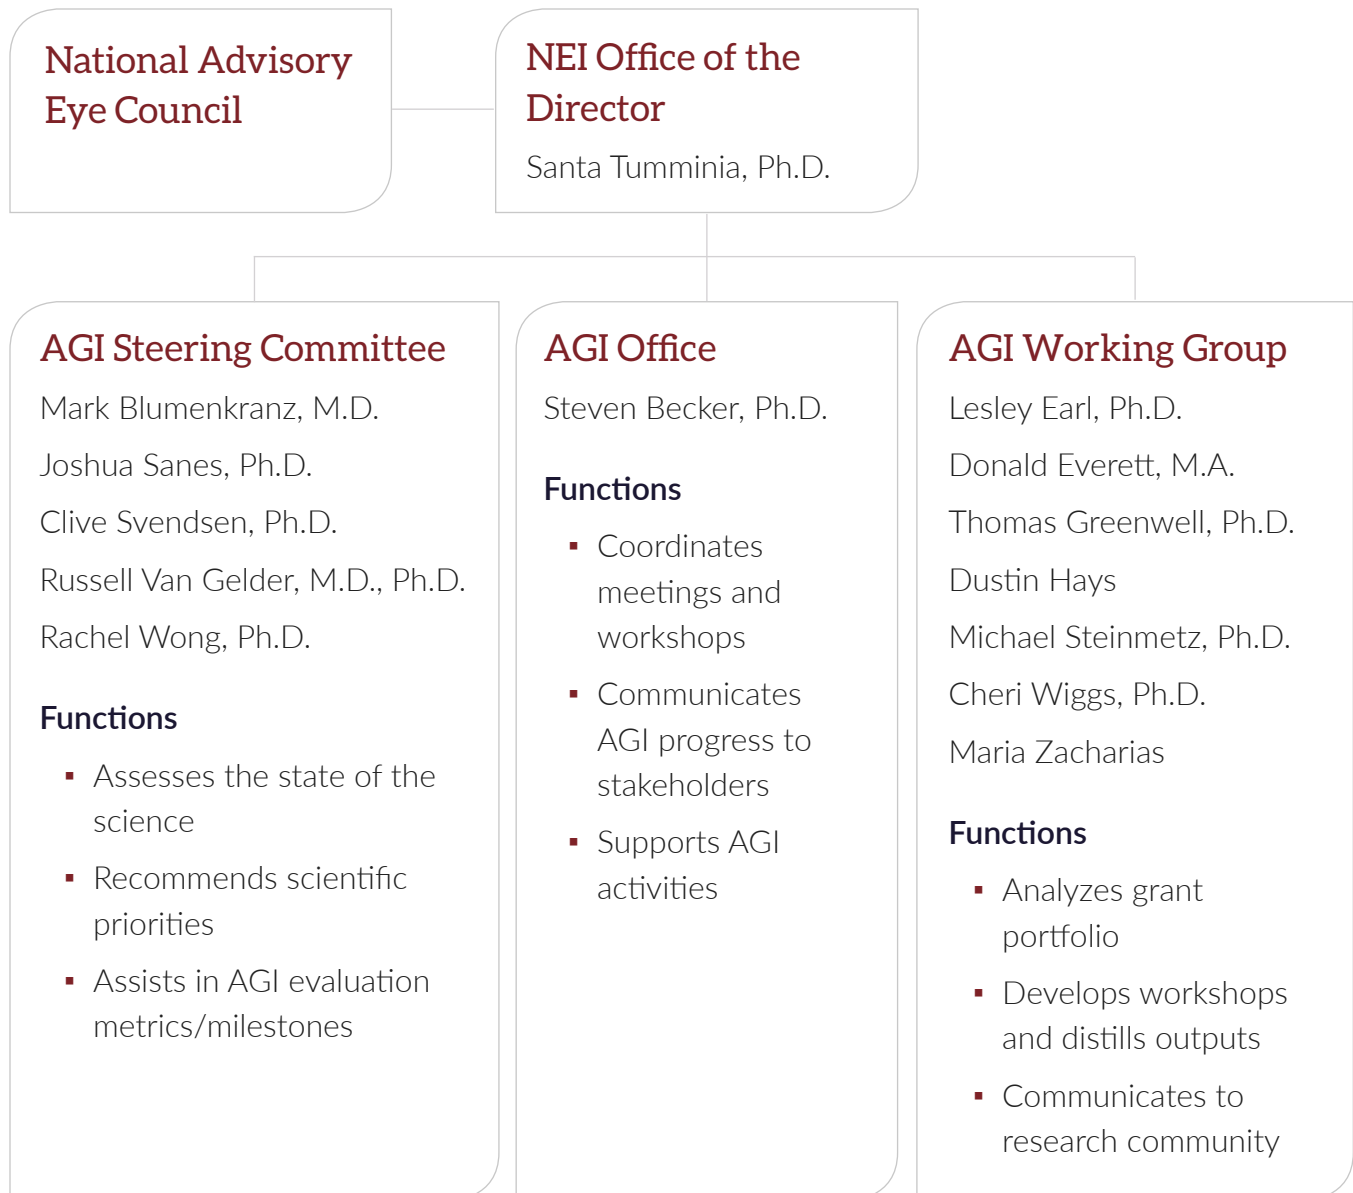 National Advisory
Eye Council
NEI Office of the
Director
Santa Tumminia, Ph.D.
AGI Steering Committee
Mark Blumenkranz, M.D.
Joshua Sanes, Ph.D.
Clive Svendsen, Ph.D.
Russell Van Gelder, M.D., Ph.D.
Rachel Wong, Ph.D.
Functions
▪ Assesses the state of the
science
▪ Recommends scientific
priorities
▪ Assists in AGI evaluation
metrics/milestones
AGI Office
Steven Becker, Ph.D.
Functions
▪ Coordinates
meetings and
workshops
▪ Communicates
AGI progress to
stakeholders
▪ Supports AGI
activities
AGI Working Group
Lesley Earl, Ph.D.
Donald Everett, M.A.
Thomas Greenwell, Ph.D.
Dustin Hays
Michael Steinmetz, Ph.D.
Cheri Wiggs, Ph.D.
Maria Zacharias
Functions
▪ Analyzes grant
portfolio
▪ Develops workshops
and distills outputs
▪ Communicates to
research community